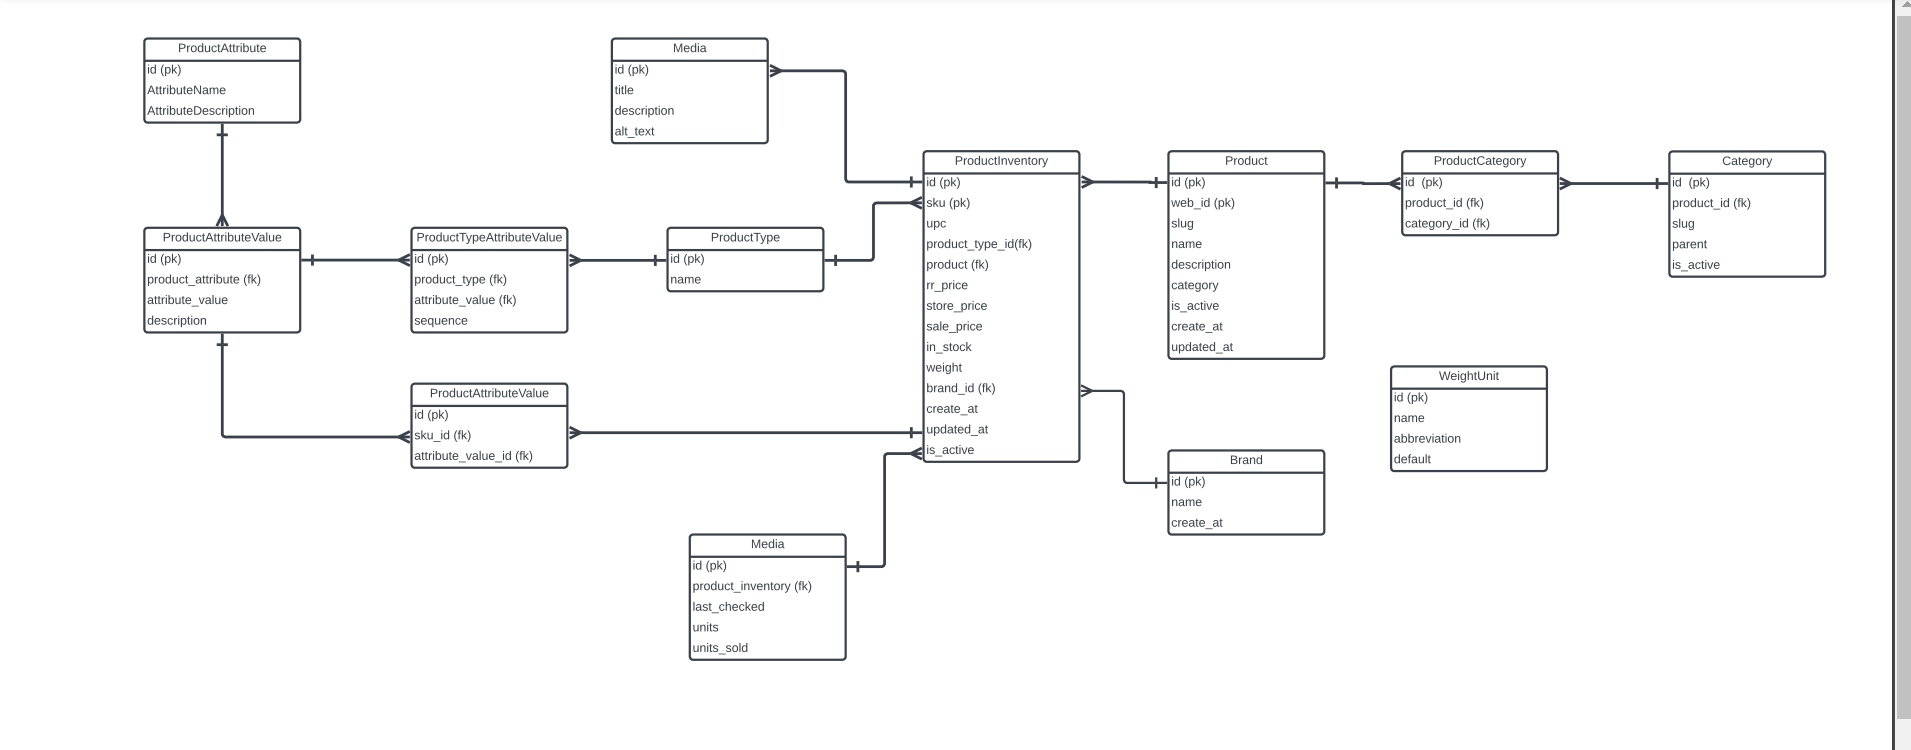 ProductAttribute
id (pk)
AttributeName
AttributeDescription
Media
id (pk)
title
description
alt_text
ProductInventory
id (pk)
sku (pk)
upc
product_type_id(fk)
product (fk)
rr_price
store_price
sale_price
in_stock
weight
brand_id (fk)
create_at
updated_at
is_active
Product
id (pk)
web_id (pk)
slug
name
description
category
is_active
create_at
updated_at
ProductCategory
id (pk)
product_id (fk)
category_id (fk)
Category
id (pk)
product_id (fk)
slug
parent
is_active
ProductAttributeValue
id (pk)
product_attribute (fk)
attribute_value
description
ProductTypeAttributeValue
id (pk)
product_type (fk)
attribute_value (fk)
sequence
ProductType
id (pk)
name
WeightUnit
id (pk)
name
abbreviation
default
ProductAttributeValue
id (pk)
sku_id (fk)
attribute_value_id (fk)
Brand
id (pk)
name
create_at
Media
id (pk)
product_inventory (fk)
last_checked
units
units_sold